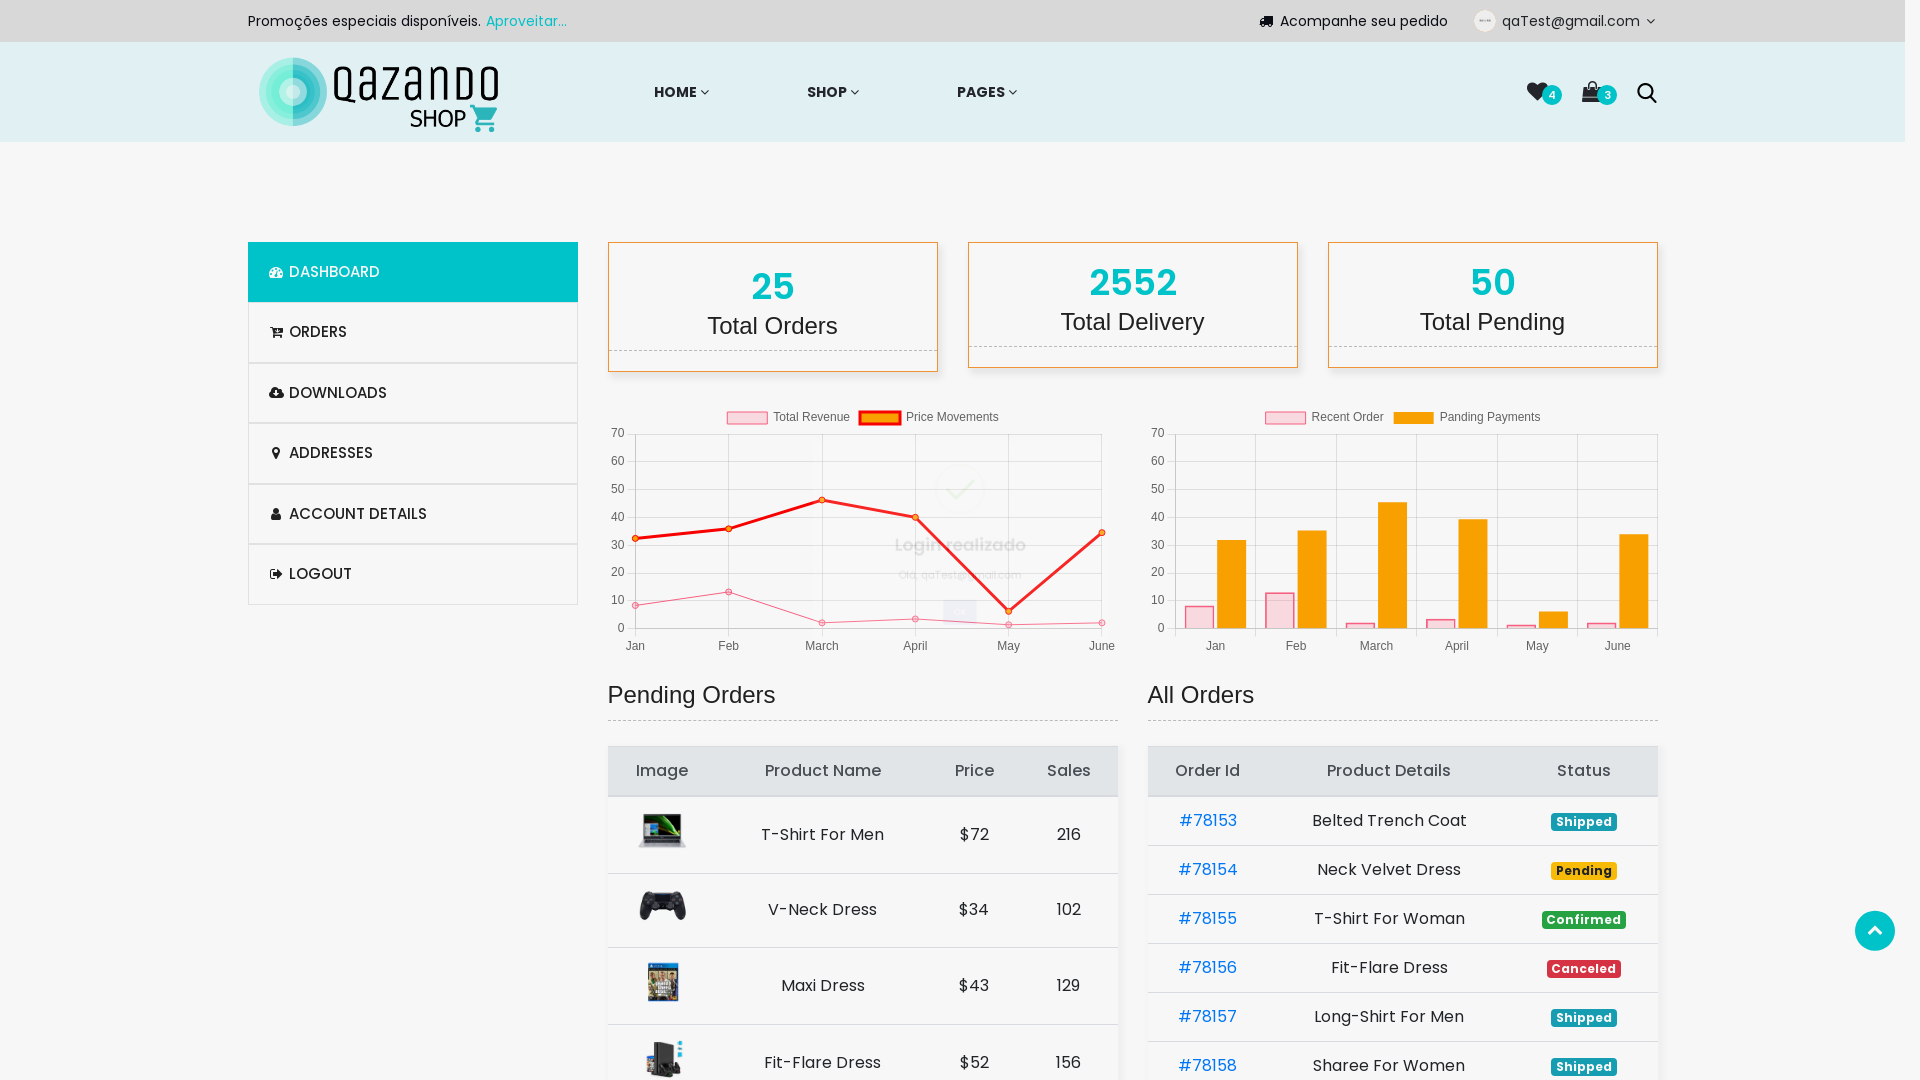 Promoções especiais disponíveis. Aproveitar...
Acompanhe seu pedido
qaTest@gmail.com
QAZANDO
SHOP
HOME
SHOP
PAGES
4
3
DASHBOARD
ORDERS
DOWNLOADS
ADDRESSES
ACCOUNT DETAILS
LOGOUT
25
Total Orders
2552
Total Delivery
50
Total Pending
Total Revenue Price Movements
70
60
50
40
30
20
10
0
Jan Feb March April May June
Login realizado
Olá, qaTest@gmail.com
OK
Recent Order Panding Payments
70
60
50
40
30
20
10
0
Jan Feb March April May June
Pending Orders
Image Product Name Price Sales
T-Shirt For Men $72 216
V-Neck Dress $34 102
Maxi Dress $43 129
Fit-Flare Dress $52 156
All Orders
Order Id Product Details Status
#78153 Belted Trench Coat Shipped
#78154 Neck Velvet Dress Pending
#78155 T-Shirt For Woman Confirmed
#78156 Fit-Flare Dress Canceled
#78157 Long-Shirt For Men Shipped
#78158 Sharee For Women Shipped